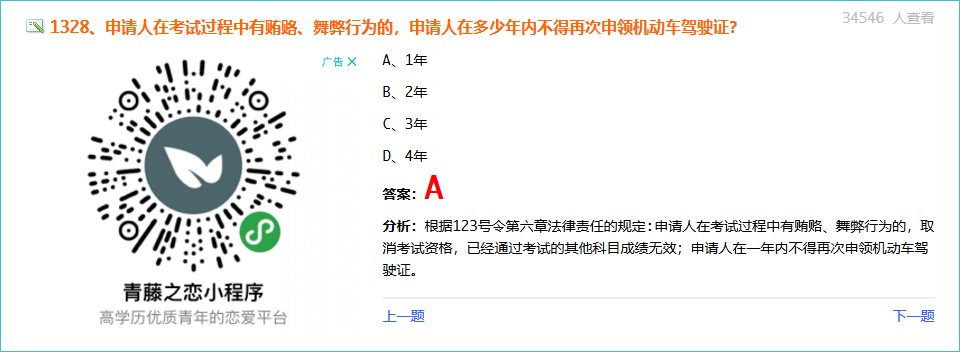 1328、申请人在考试过程中有贿赂、舞弊行为的，申请人在多少年内不得再次申领机动车驾驶证？
34546 人查看
广告
A、1年
B、2年
C、3年
D、4年
答案：A
分析：根据123号令第六章法律责任的规定：申请人在考试过程中有贿赂、舞弊行为的，取
消考试资格，已经通过考试的其他科目成绩无效；申请人在一年内不得再次申领机动车驾
驶证。
青藤之恋小程序
高学历优质青年的恋爱平台
上一题
下一题